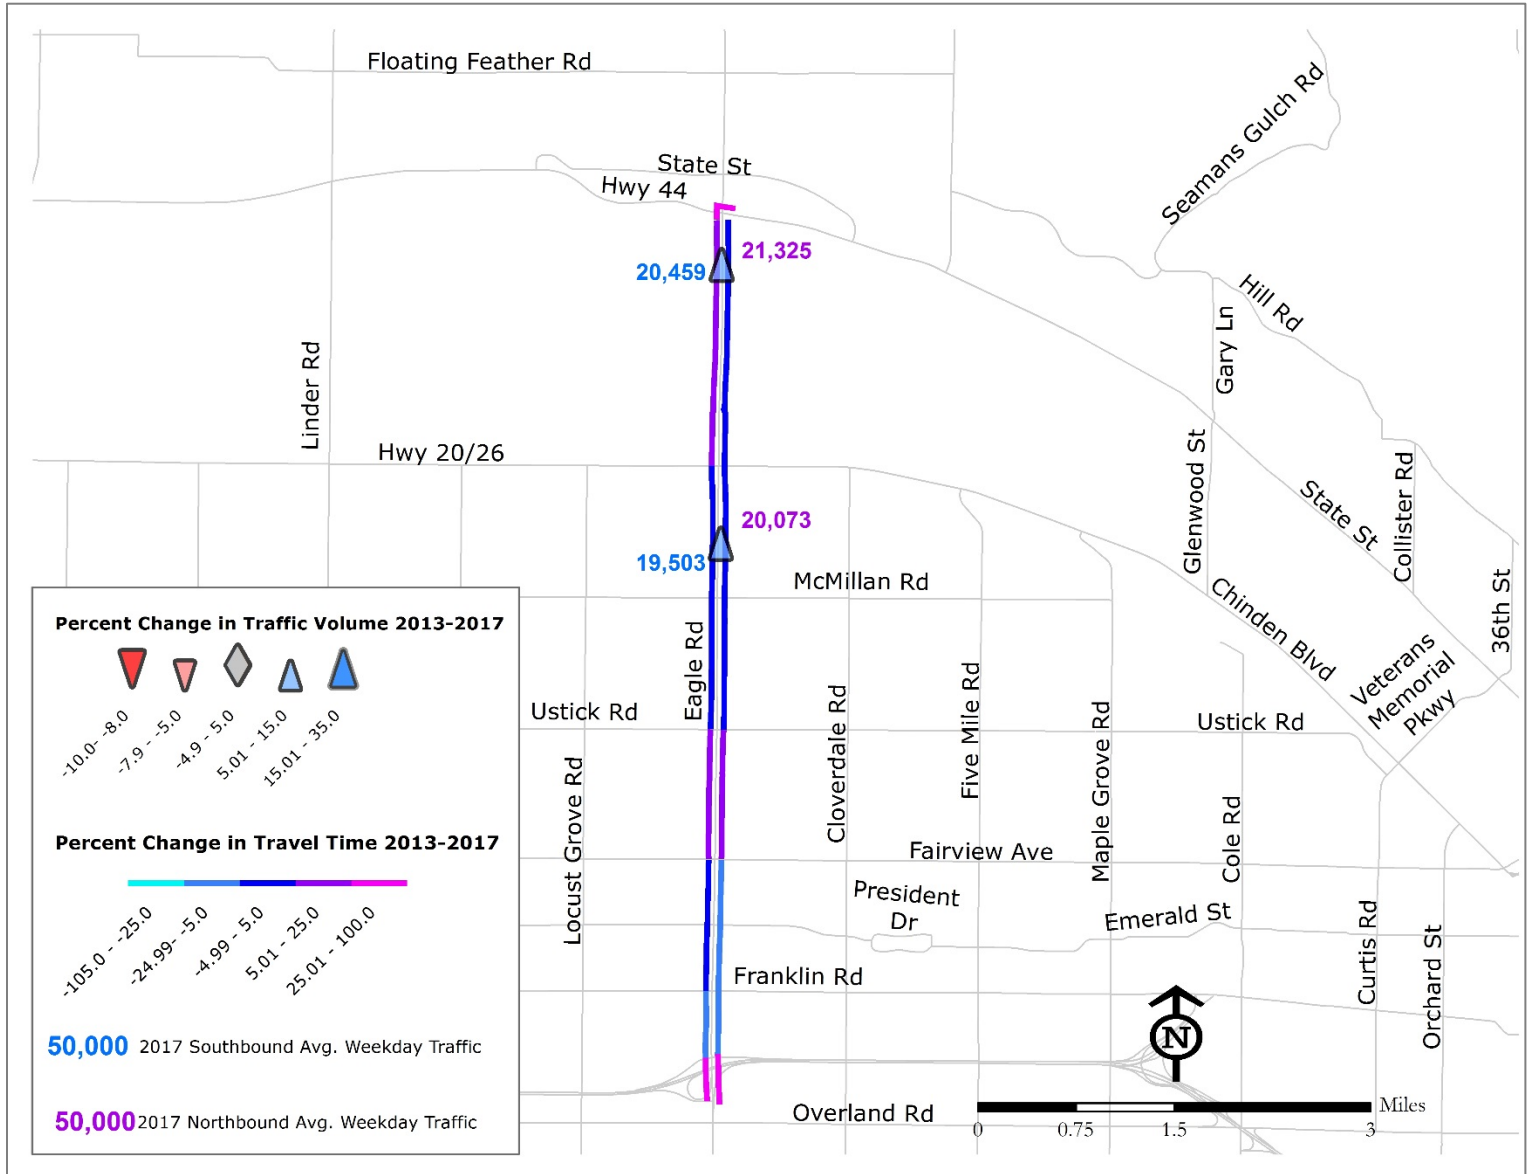 Floating Feather Rd
Seamans Gulch Rd
State St
Hwy 44
21,325
20,459
Hill Rd
Gary Ln
Linder Rd
Hwy 20/26
Glenwood St
State St
Collister Rd
20,073
19,503
McMillan Rd
36th St
Chinden Blvd
Veterans
Memorial
Pkwy
Eagle Rd
Ustick Rd
Cloverdale Rd
Five Mile Rd
Maple Grove Rd
Ustick Rd
Locust Grove Rd
Cole Rd
Fairview Ave
President
Dr
Emerald St
Curtis Rd
Orchard St
Franklin Rd
N
Overland Rd
Miles
0 0.75 1.5 3
Percent Change in Traffic Volume 2013-2017
-10.0- -8.0
-7.9 - -5.0
-4.9 - 5.0
5.01 - 15.0
15.01 - 35.0
Percent Change in Travel Time 2013-2017
-105.0 - -25.0
-24.99- -5.0
-4.99 - 5.0
5.01 - 25.0
25.01 - 100.0
50,000 2017 Southbound Avg. Weekday Traffic
50,000 2017 Northbound Avg. Weekday Traffic